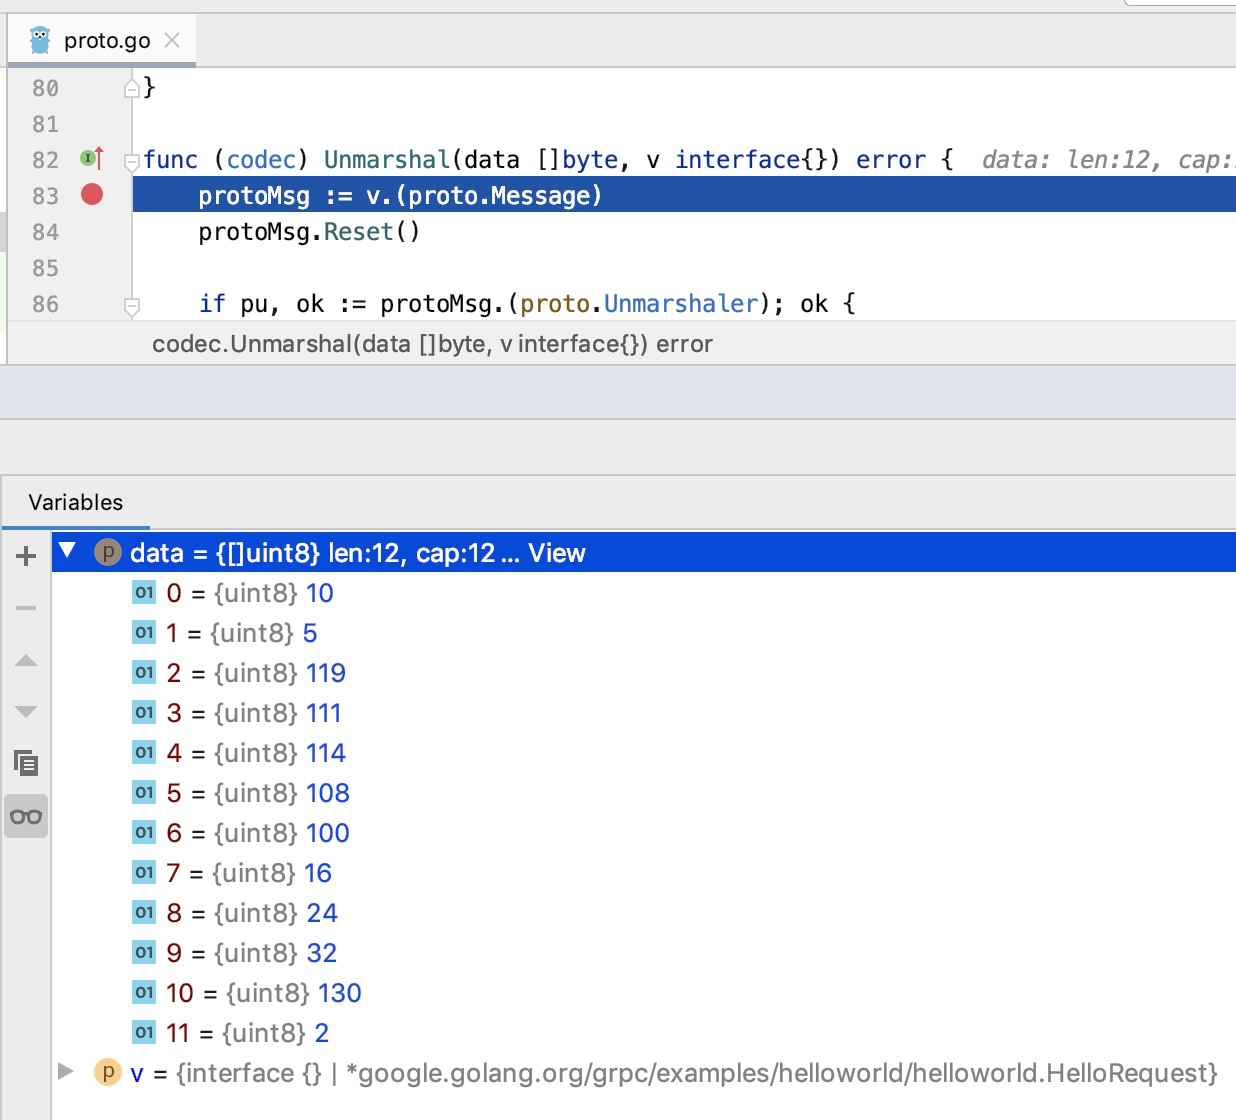 proto.go
80 }
81
82 func (codec) Unmarshal(data []byte, v interface{}) error { data: len:12, cap:
83 protoMsg := v.(proto.Message)
84 protoMsg.Reset()
85
86 if pu, ok := protoMsg.(proto.Unmarshaler); ok {
codec.Unmarshal(data []byte, v interface{}) error
Variables
p data = {[]uint8} len:12, cap:12 ... View
01 0 = {uint8} 10
01 1 = {uint8} 5
01 2 = {uint8} 119
01 3 = {uint8} 111
01 4 = {uint8} 114
01 5 = {uint8} 108
01 6 = {uint8} 100
01 7 = {uint8} 16
01 8 = {uint8} 24
01 9 = {uint8} 32
01 10 = {uint8} 130
01 11 = {uint8} 2
p v = {interface {} | *google.golang.org/grpc/examples/helloworld/helloworld.HelloRequest}